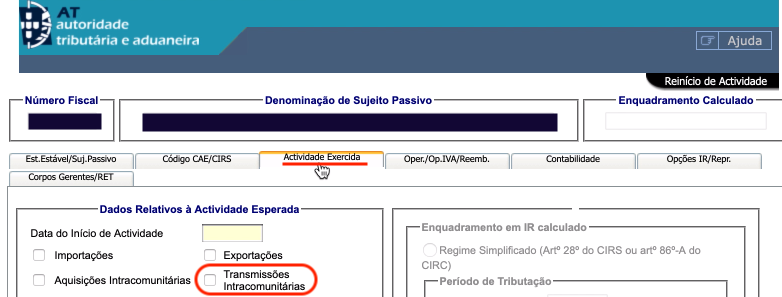 AT
autoridade
tributária e aduaneira
Ajuda
Reinício de Actividade
Número Fiscal
Denominação de Sujeito Passivo
Enquadramento Calculado
Est.Estável/Suj.Passivo
Código CAE/CIRS
Actividade Exercida
Oper./Op.IVA/Reemb.
Contabilidade
Opções IR/Repr.
Corpos Gerentes/RET
Dados Relativos à Actividade Esperada
Data do Início de Actividade
Importações
Exportações
Aquisições Intracomunitárias
Transmissões
Intracomunitárias
Enquadramento em IR calculado
Regime Simplificado (Artº 28º do CIRS ou artº 86º-A do
CIRC)
Período de Tributação